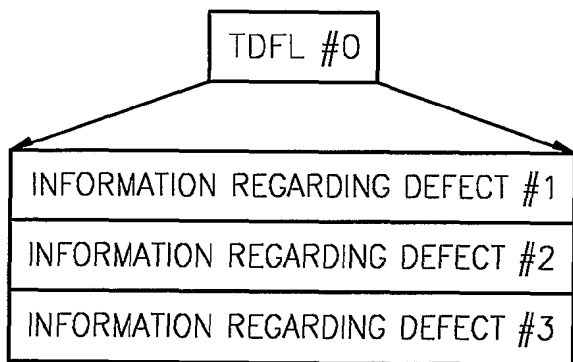 TDFL #0
INFORMATION REGARDING DEFECT #1
INFORMATION REGARDING DEFECT #2
INFORMATION REGARDING DEFECT #3